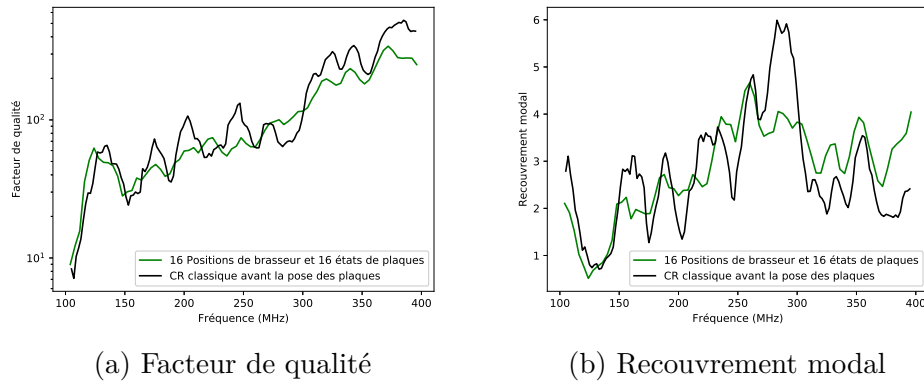 Facteur de qualité
10²
10¹
16 Positions de brasseur et 16 états de plaques
CR classique avant la pose des plaques
100 150 200 250 300 350 400
Fréquence (MHz)
(a) Facteur de qualité
Recouvrement modal
6
5
4
3
2
1
16 Positions de brasseur et 16 états de plaques
CR classique avant la pose des plaques
100 150 200 250 300 350 400
Fréquence (MHz)
(b) Recouvrement modal